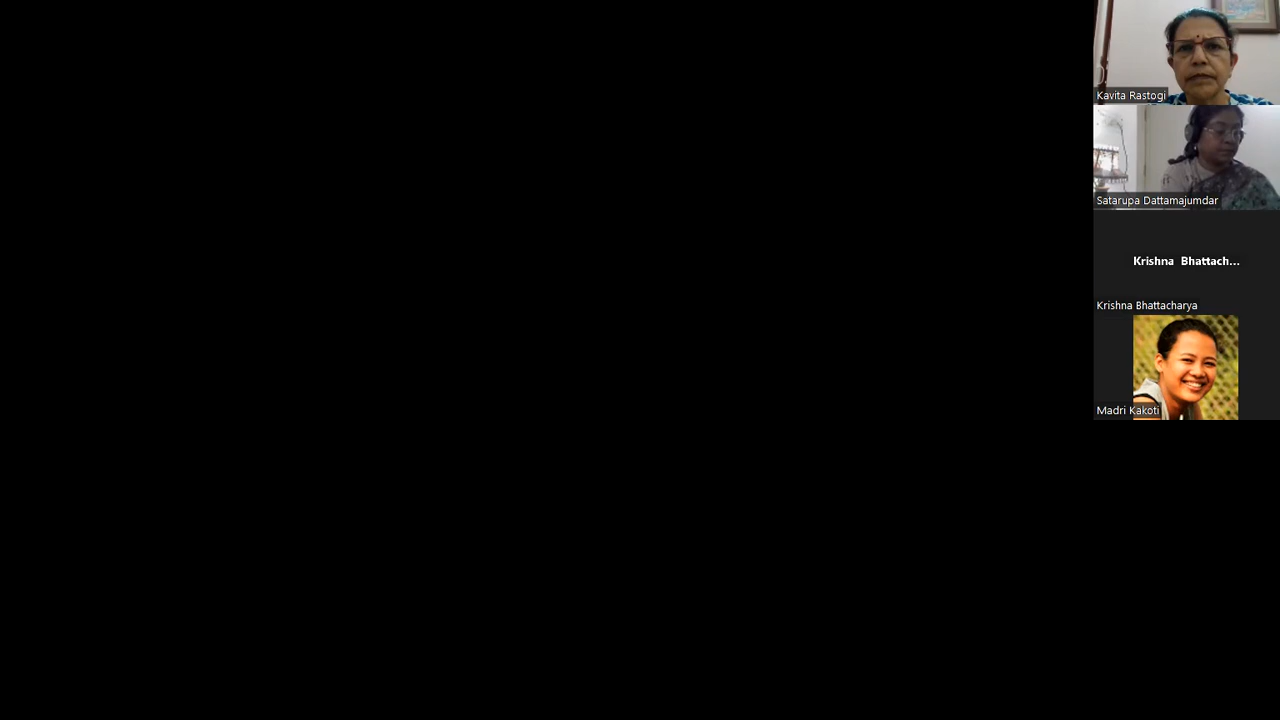 Kavita Rastogi
Satarupa Dattamajumdar
Krishna Bhattach...
Krishna Bhattacharya
Madri Kakoti